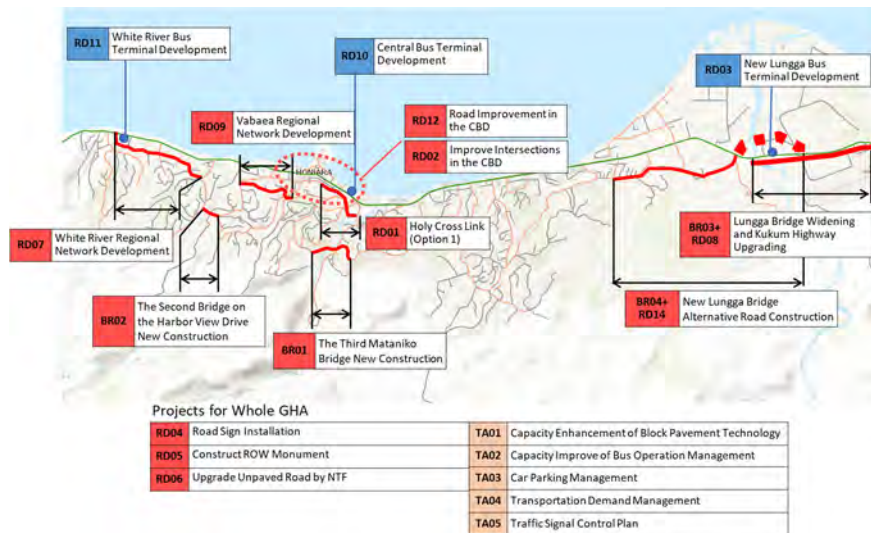 RD11
White River Bus
Terminal Development
RD10
Central Bus Terminal
Development
RD03
New Lungga Bus
Terminal Development
RD09
Vabaea Regional
Network Development
RD12
Road Improvement in
the CBD
RD02
Improve Intersections
in the CBD
HONIARA
RD07
White River Regional
Network Development
RD01
Holy Cross Link
(Option 1)
BR03+
RD08
Lungga Bridge Widening
and Kukum Highway
Upgrading
BR02
The Second Bridge on
the Harbor View Drive
New Construction
BR01
The Third Mataniko
Bridge New Construction
BR04+
RD14
New Lungga Bridge
Alternative Road Construction
Projects for Whole GHA
RD04 Road Sign Installation
RD05 Construct ROW Monument
RD06 Upgrade Unpaved Road by NTF
TA01 Capacity Enhancement of Block Pavement Technology
TA02 Capacity Improve of Bus Operation Management
TA03 Car Parking Management
TA04 Transportation Demand Management
TA05 Traffic Signal Control Plan